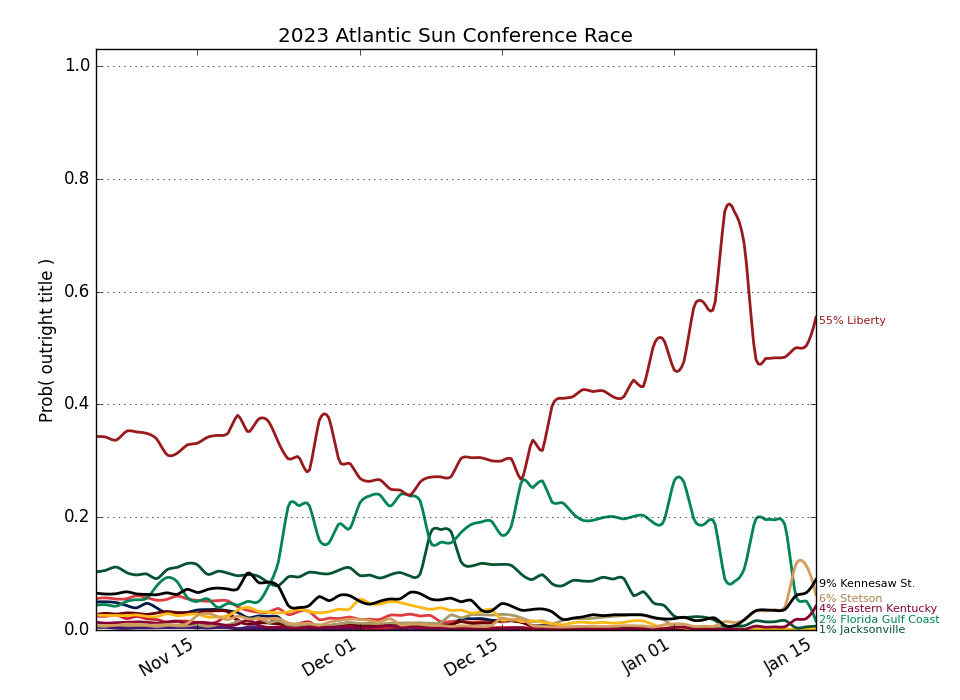 2023 Atlantic Sun Conference Race
1.0
0.8
0.6
0.4
0.2
0.0
Prob( outright title )
55% Liberty
9% Kennesaw St.
6% Stetson
4% Eastern Kentucky
2% Florida Gulf Coast
1% Jacksonville
Nov 15
Dec 01
Dec 15
Jan 01
Jan 15